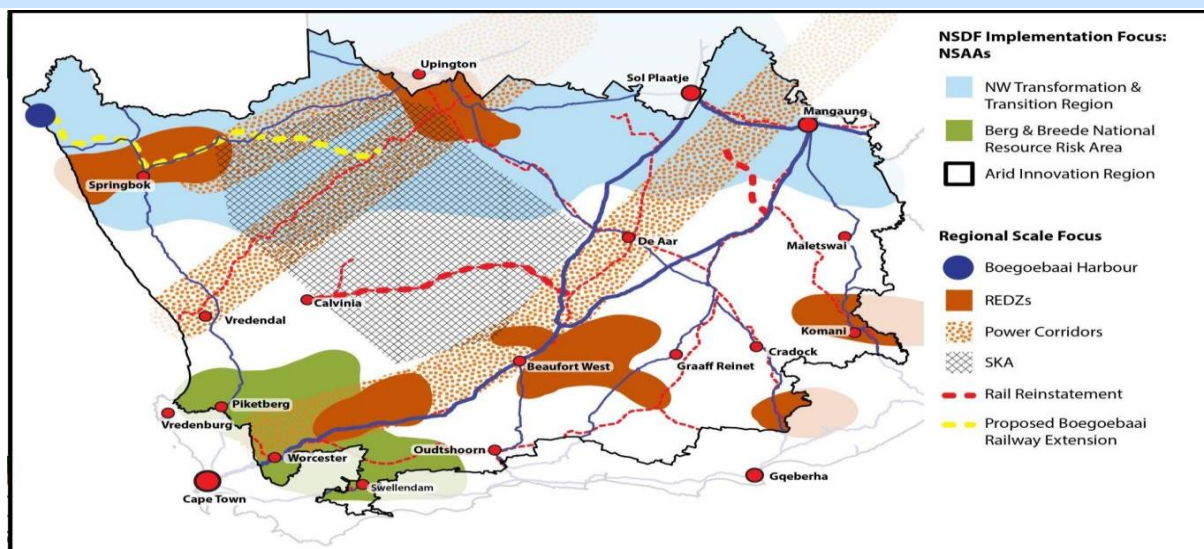 Upington
Sol Plaatje
Mangaung
Springbok
De Aar
Maletswai
Calvinia
Vredendal
Komani
Cradock
Beaufort West
Graaff Reinet
Piketberg
Vredenburg
Oudtshoorn
Worcester
Gqeberha
Swellendam
Cape Town
NSDF Implementation Focus:
NSAAs
NW Transformation &
Transition Region
Berg & Breede National
Resource Risk Area
Arid Innovation Region
Regional Scale Focus
Boegoebaai Harbour
REDZs
Power Corridors
SKA
Rail Reinstatement
Proposed Boegoebaai
Railway Extension